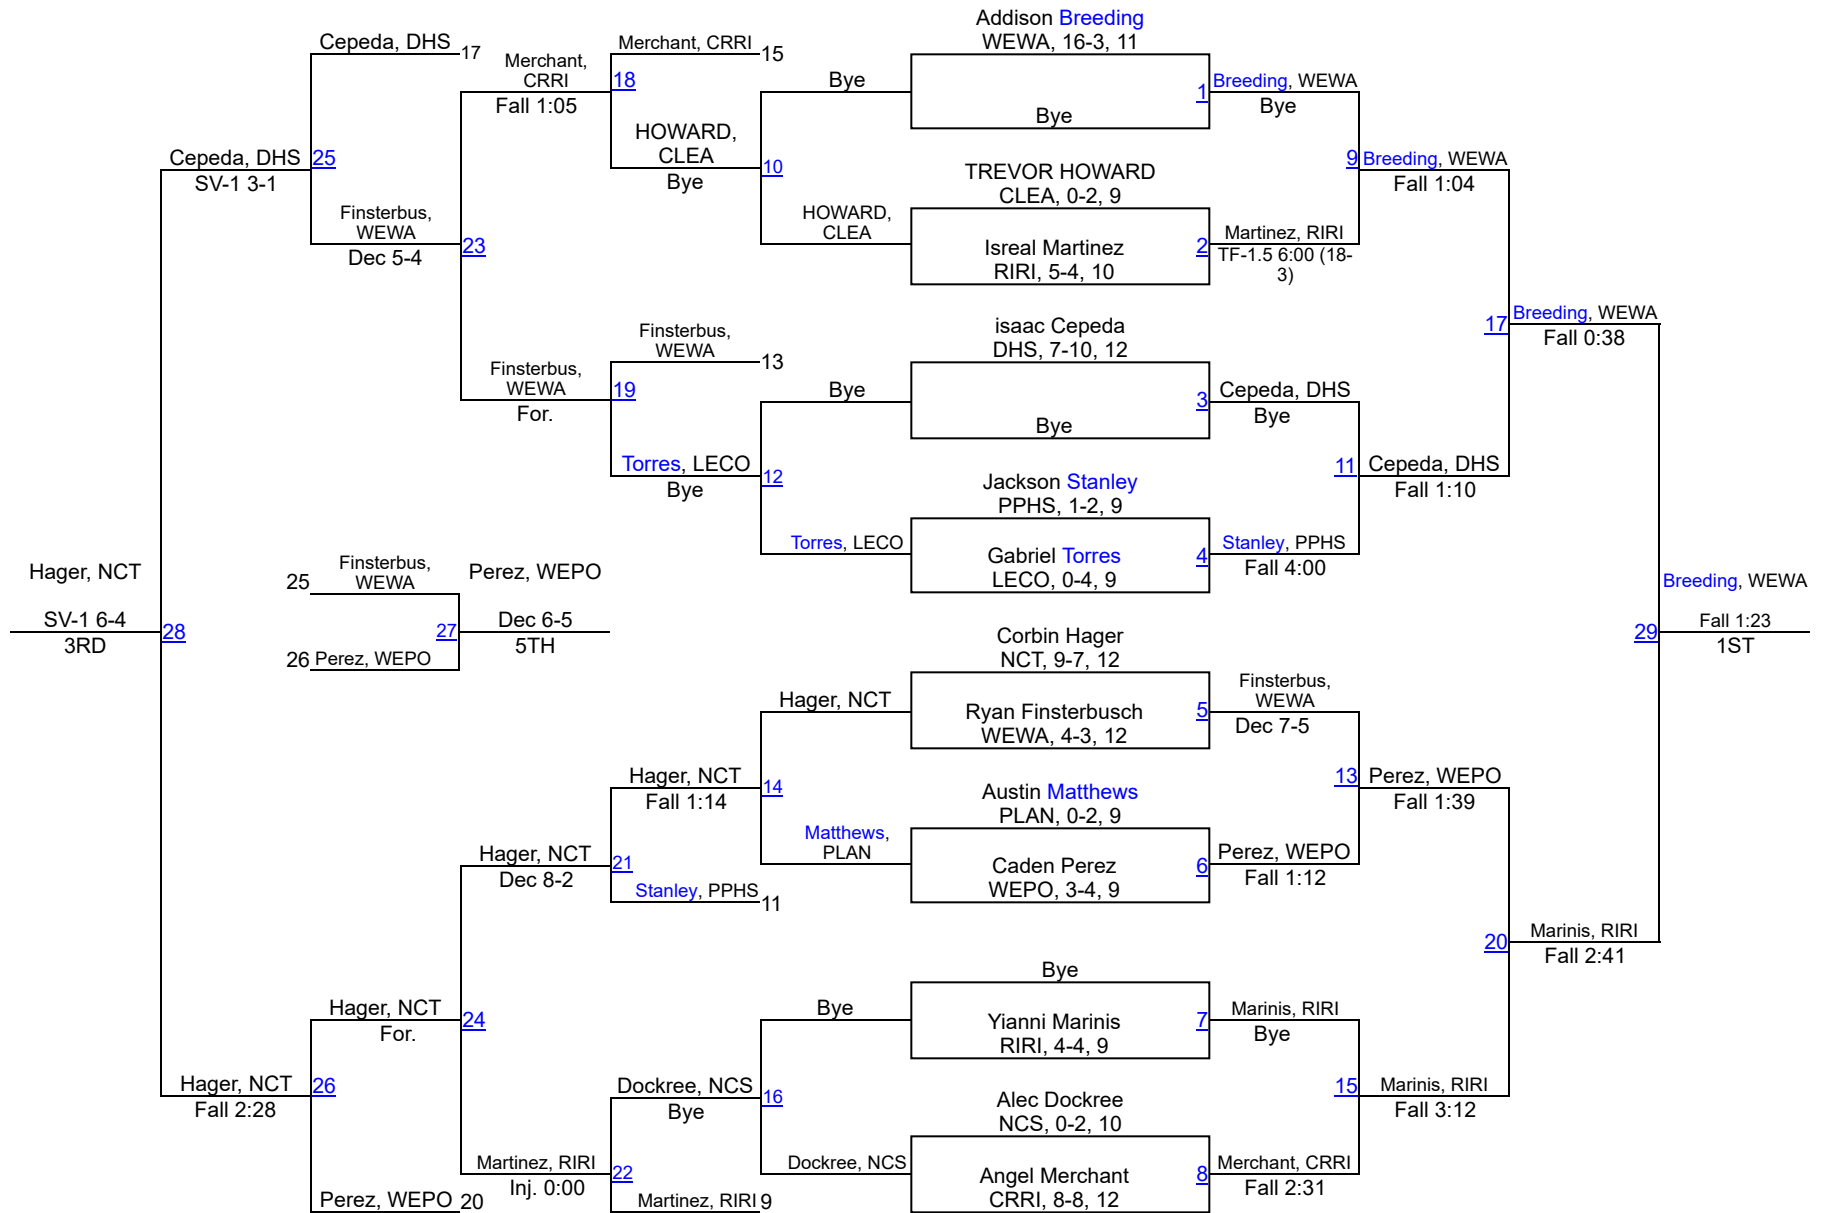 Addison Breeding
WEWA, 16-3, 11
Cepeda, DHS
17
Merchant,
CRRI
Fall 1:05
Merchant, CRRI
15
18
Bye
1
Breeding, WEWA
Bye
Bye
HOWARD,
CLEA
Bye
10
Cepeda, DHS
SV-1 3-1
25
TREVOR HOWARD
CLEA, 0-2, 9
9
Breeding, WEWA
Fall 1:04
Finsterbus,
WEWA
Dec 5-4
23
HOWARD,
CLEA
Isreal Martinez
RIRI, 5-4, 10
2
Martinez, RIRI
TF-1.5 6:00 (18-
3)
isaac Cepeda
DHS, 7-10, 12
17
Breeding, WEWA
Fall 0:38
Finsterbus,
WEWA
13
Finsterbus,
WEWA
For.
19
Bye
3
Cepeda, DHS
Bye
Bye
Torres, LECO
Bye
12
Jackson Stanley
PPHS, 1-2, 9
11
Cepeda, DHS
Fall 1:10
Torres, LECO
Gabriel Torres
LECO, 0-4, 9
4
Stanley, PPHS
Fall 4:00
Hager, NCT
SV-1 6-4
3RD
28
25
Finsterbus,
WEWA
26
Perez, WEPO
27
Perez, WEPO
Dec 6-5
5TH
Breeding, WEWA
29
Fall 1:23
1ST
Corbin Hager
NCT, 9-7, 12
Hager, NCT
Ryan Finsterbusch
WEWA, 4-3, 12
5
Finsterbus,
WEWA
Dec 7-5
Hager, NCT
Fall 1:14
14
Austin Matthews
PLAN, 0-2, 9
13
Perez, WEPO
Fall 1:39
Matthews,
PLAN
Caden Perez
WEPO, 3-4, 9
6
Perez, WEPO
Fall 1:12
Hager, NCT
Dec 8-2
21
Stanley, PPHS
11
20
Marinis, RIRI
Fall 2:41
Bye
Hager, NCT
For.
24
Bye
Yianni Marinis
RIRI, 4-4, 9
7
Marinis, RIRI
Bye
Hager, NCT
Fall 2:28
26
Dockree, NCS
Bye
16
Alec Dockree
NCS, 0-2, 10
15
Marinis, RIRI
Fall 3:12
Martinez, RIRI
Inj. 0:00
22
Dockree, NCS
Angel Merchant
CRRI, 8-8, 12
8
Merchant, CRRI
Fall 2:31
Perez, WEPO
20
Martinez, RIRI
9